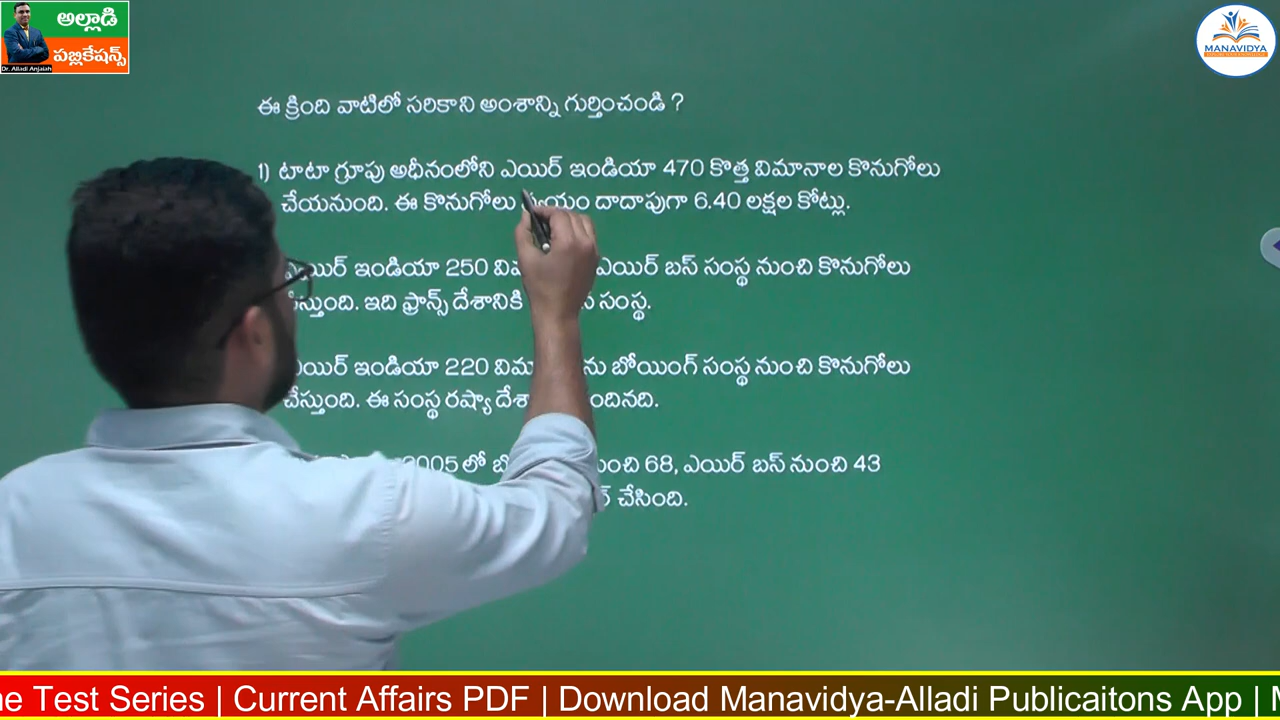 అల్లాడి
పబ్లికేషన్స్
Dr. Alladi Anjaiah
MANAVIDYA
ఈ క్రింది వాటిలో సరికాని అంశాన్ని గుర్తించండి ?
1) టాటా గ్రూపు అధీనంలోని ఎయిర్ ఇండియా 470 కొత్త విమానాల కొనుగోలు
చేయనుంది. ఈ కొనుగోలు దాదాపుగా 6.40 లక్షల కోట్లు.
ఇండియా 250 ఎయిర్ బస్ సంస్థ నుంచి కొనుగోలు
ఇది ఫ్రాన్స్ దేశానికి సంస్థ.
ఇండియా 220 బోయింగ్ సంస్థ నుంచి కొనుగోలు
చేస్తుంది. ఈ సంస్థ రష్యా
2005 లో 68, ఎయిర్ బస్ నుంచి 43
చేసింది.
Test Series | Current Affairs PDF | Download Manavidya-Alladi Publicaitons App |